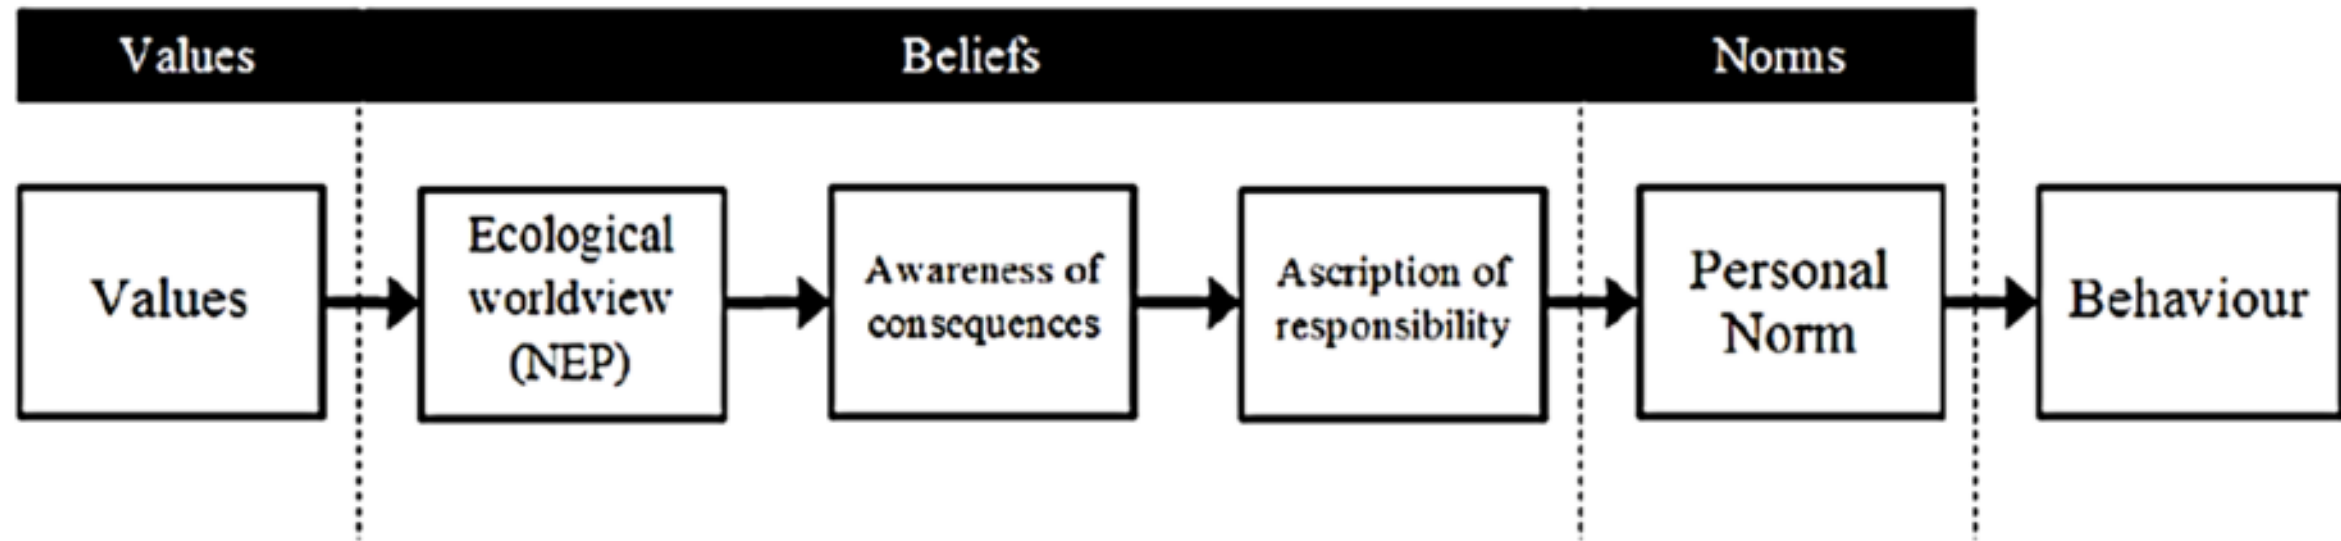 Values Beliefs Norms
Values
Ecological
worldview
(NEP)
Awareness of
consequences
Ascription of
responsibility
Personal
Norm
Behaviour